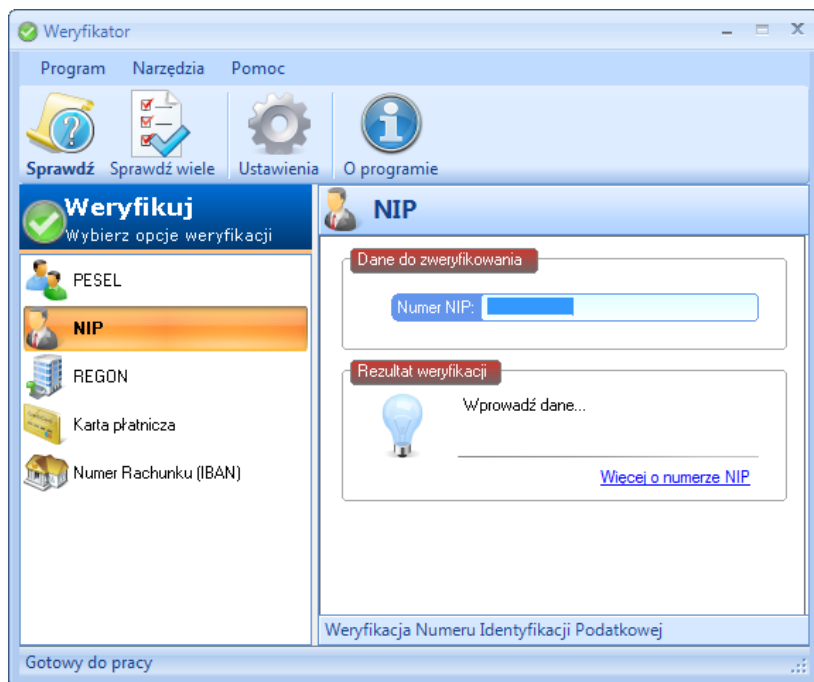 Weryfikator
Program Narzędzia Pomoc
Sprawdź Sprawdź wiele Ustawienia O programie
Weryfikuj
Wybierz opcje weryfikacji
PESEL
NIP
REGON
Karta płatnicza
Numer Rachunku (IBAN)
NIP
Dane do zweryfikowania
Numer NIP:
Rezultat weryfikacji
Wprowadź dane...
Więcej o numerze NIP
Weryfikacja Numeru Identyfikacji Podatkowej
Gotowy do pracy